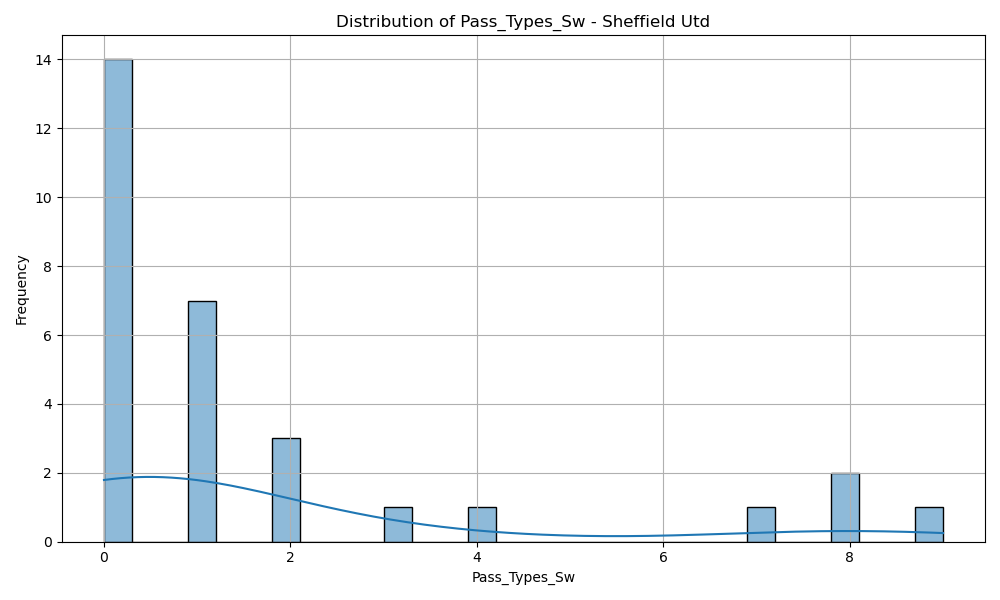 Distribution of Pass_Types_Sw - Sheffield Utd
Frequency
14
12
10
8
6
4
2
0
0 2 4 6 8
Pass_Types_Sw